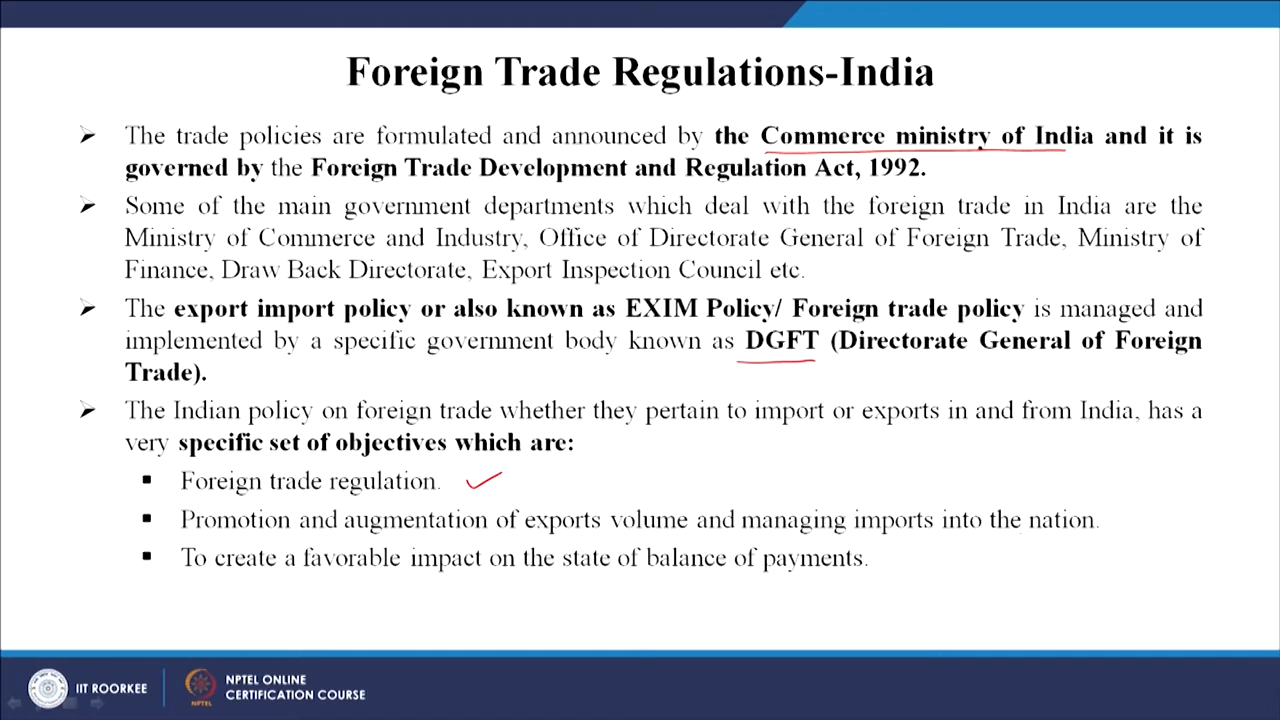 Foreign Trade Regulations-India
➢ The trade policies are formulated and announced by the Commerce ministry of India and it is
governed by the Foreign Trade Development and Regulation Act, 1992.
➢ Some of the main government departments which deal with the foreign trade in India are the
Ministry of Commerce and Industry, Office of Directorate General of Foreign Trade, Ministry of
Finance, Draw Back Directorate, Export Inspection Council etc.
➢ The export import policy or also known as EXIM Policy/ Foreign trade policy is managed and
implemented by a specific government body known as DGFT (Directorate General of Foreign
Trade).
➢ The Indian policy on foreign trade whether they pertain to import or exports in and from India, has a
very specific set of objectives which are:
▪ Foreign trade regulation.
▪ Promotion and augmentation of exports volume and managing imports into the nation.
▪ To create a favorable impact on the state of balance of payments.
IIT ROORKEE
NPTEL
NPTEL ONLINE
CERTIFICATION COURSE